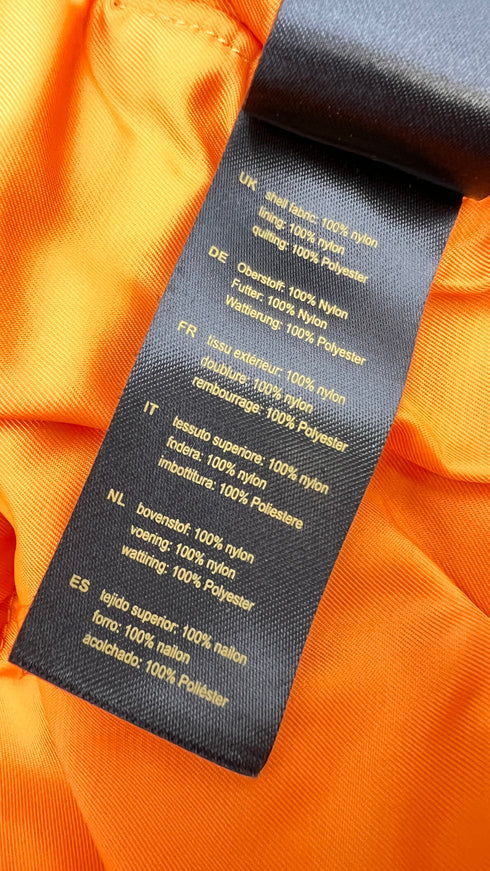 UK shell fabric: 100% nylon
lining: 100% nylon
quilting: 100% Polyester
DE Oberstoff: 100% Nylon
Futter: 100% Nylon
Wattierung: 100% Polyester
FR tissu extérieur: 100% nylon
doublure: 100% nylon
rembourrage: 100% Polyester
IT tessuto superiore: 100% nylon
fodera: 100% nylon
imbottitura: 100% Poliestere
NL bovenstof: 100% nylon
voering: 100% nylon
wattiring: 100% Polyester
ES tejido superior: 100% nailon
forro: 100% nailon
acolchado: 100% Poliéster